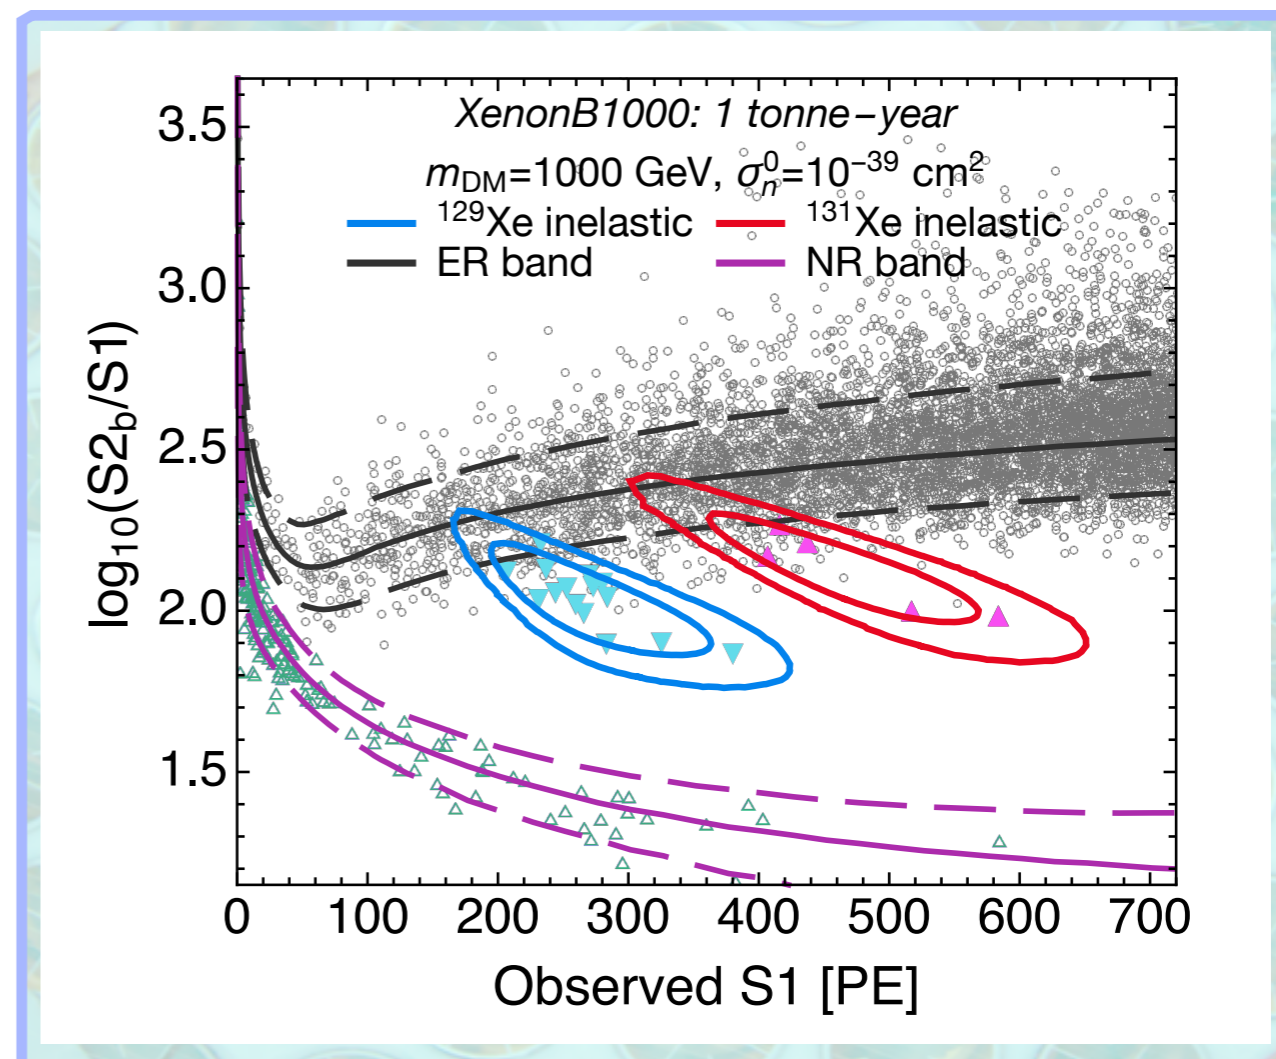 XenonB1000: 1 tonne–year
m_DM=1000 GeV, σ_n^0=10^−39 cm^2
^129Xe inelastic
^131Xe inelastic
ER band
NR band
3.5
3.0
2.5
2.0
1.5
log10(S2_b/S1)
0 100 200 300 400 500 600 700
Observed S1 [PE]